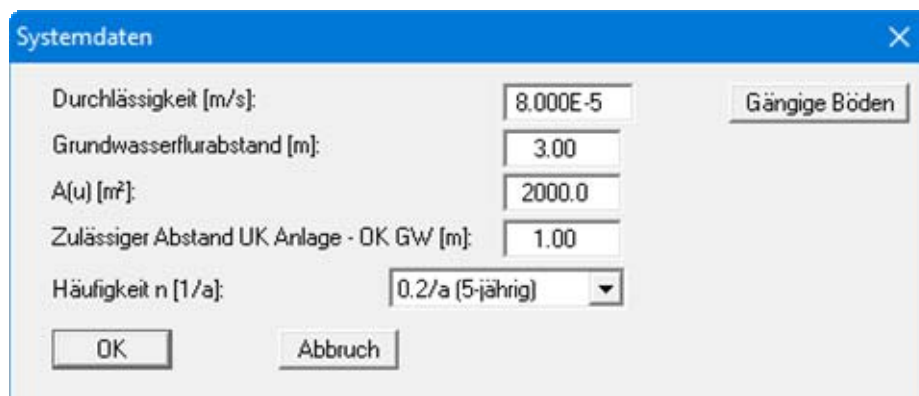 Systemdaten
Durchlässigkeit [m/s]: 8.000E-5 Gängige Böden
Grundwasserflurabstand [m]: 3.00
A(u) [m²]: 2000.0
Zulässiger Abstand UK Anlage - OK GW [m]: 1.00
Häufigkeit n [1/a]: 0.2/a (5-jährig)
OK Abbruch